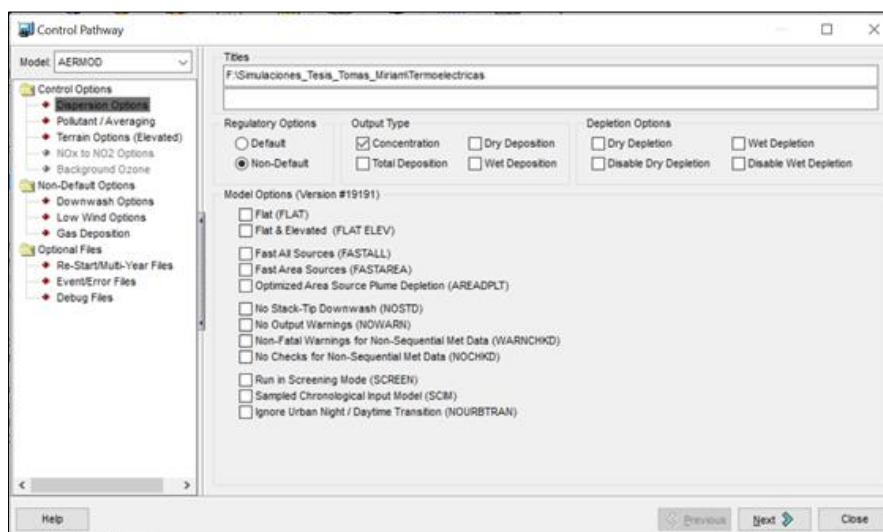 Control Pathway
Model: AERMOD
Control Options
Dispersion Options
Pollutant / Averaging
Terrain Options (Elevated)
NOx to NO2 Options
Background Ozone
Non-Default Options
Downwash Options
Low Wind Options
Gas Deposition
Optional Files
Re-Start/Multi-Year Files
Event/Error Files
Debug Files
Titles
F:\Simulaciones_Tesis_Tomas_Miriam\Termoelectricas
Regulatory Options
Default
Non-Default
Output Type
Concentration Dry Deposition
Total Deposition Wet Deposition
Depletion Options
Dry Depletion Wet Depletion
Disable Dry Depletion Disable Wet Depletion
Model Options (Version #19191)
Flat (FLAT)
Flat & Elevated (FLAT ELEV)
Fast All Sources (FASTALL)
Fast Area Sources (FASTAREA)
Optimized Area Source Plume Depletion (AREADPLT)
No Stack-Tip Downwash (NOSTD)
No Output Warnings (NOWARN)
Non-Fatal Warnings for Non-Sequential Met Data (WARNCHKD)
No Checks for Non-Sequential Met Data (NOCHKD)
Run in Screening Mode (SCREEN)
Sampled Chronological Input Model (SCIM)
Ignore Urban Night / Daytime Transition (NOURBTRAN)
Help Previous Next Close